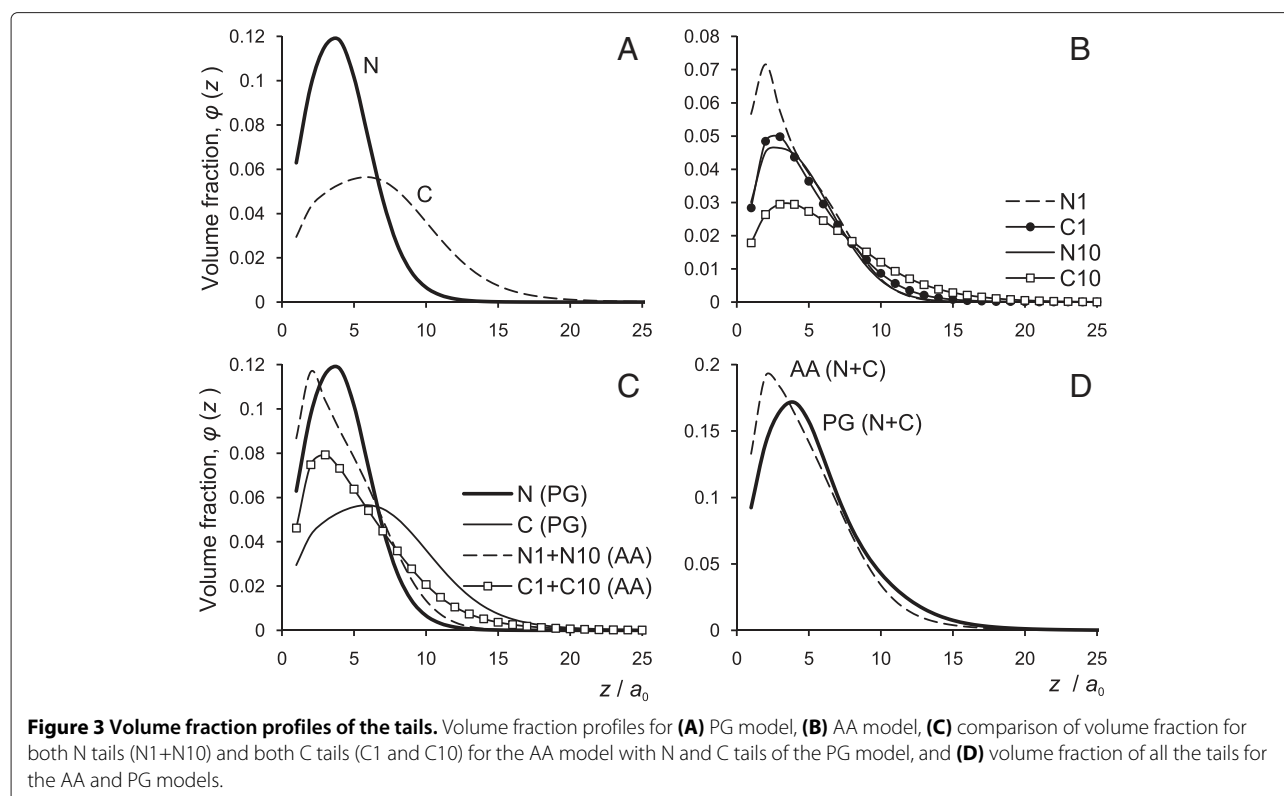 A
Volume fraction, φ (z)
0.12
0.1
0.08
0.06
0.04
0.02
0
N
C
0 5 10 15 20 25
B
0.08
0.07
0.06
0.05
0.04
0.03
0.02
0.01
0
N1
C1
N10
C10
0 5 10 15 20 25
C
Volume fraction, φ (z)
0.12
0.1
0.08
0.06
0.04
0.02
0
N (PG)
C (PG)
N1+N10 (AA)
C1+C10 (AA)
0 5 10 15 20 25
z / a0
D
0.2
0.15
0.1
0.05
0
AA (N+C)
PG (N+C)
0 5 10 15 20 25
z / a0
Figure 3 Volume fraction profiles of the tails. Volume fraction profiles for (A) PG model, (B) AA model, (C) comparison of volume fraction for
both N tails (N1+N10) and both C tails (C1 and C10) for the AA model with N and C tails of the PG model, and (D) volume fraction of all the tails for
the AA and PG models.